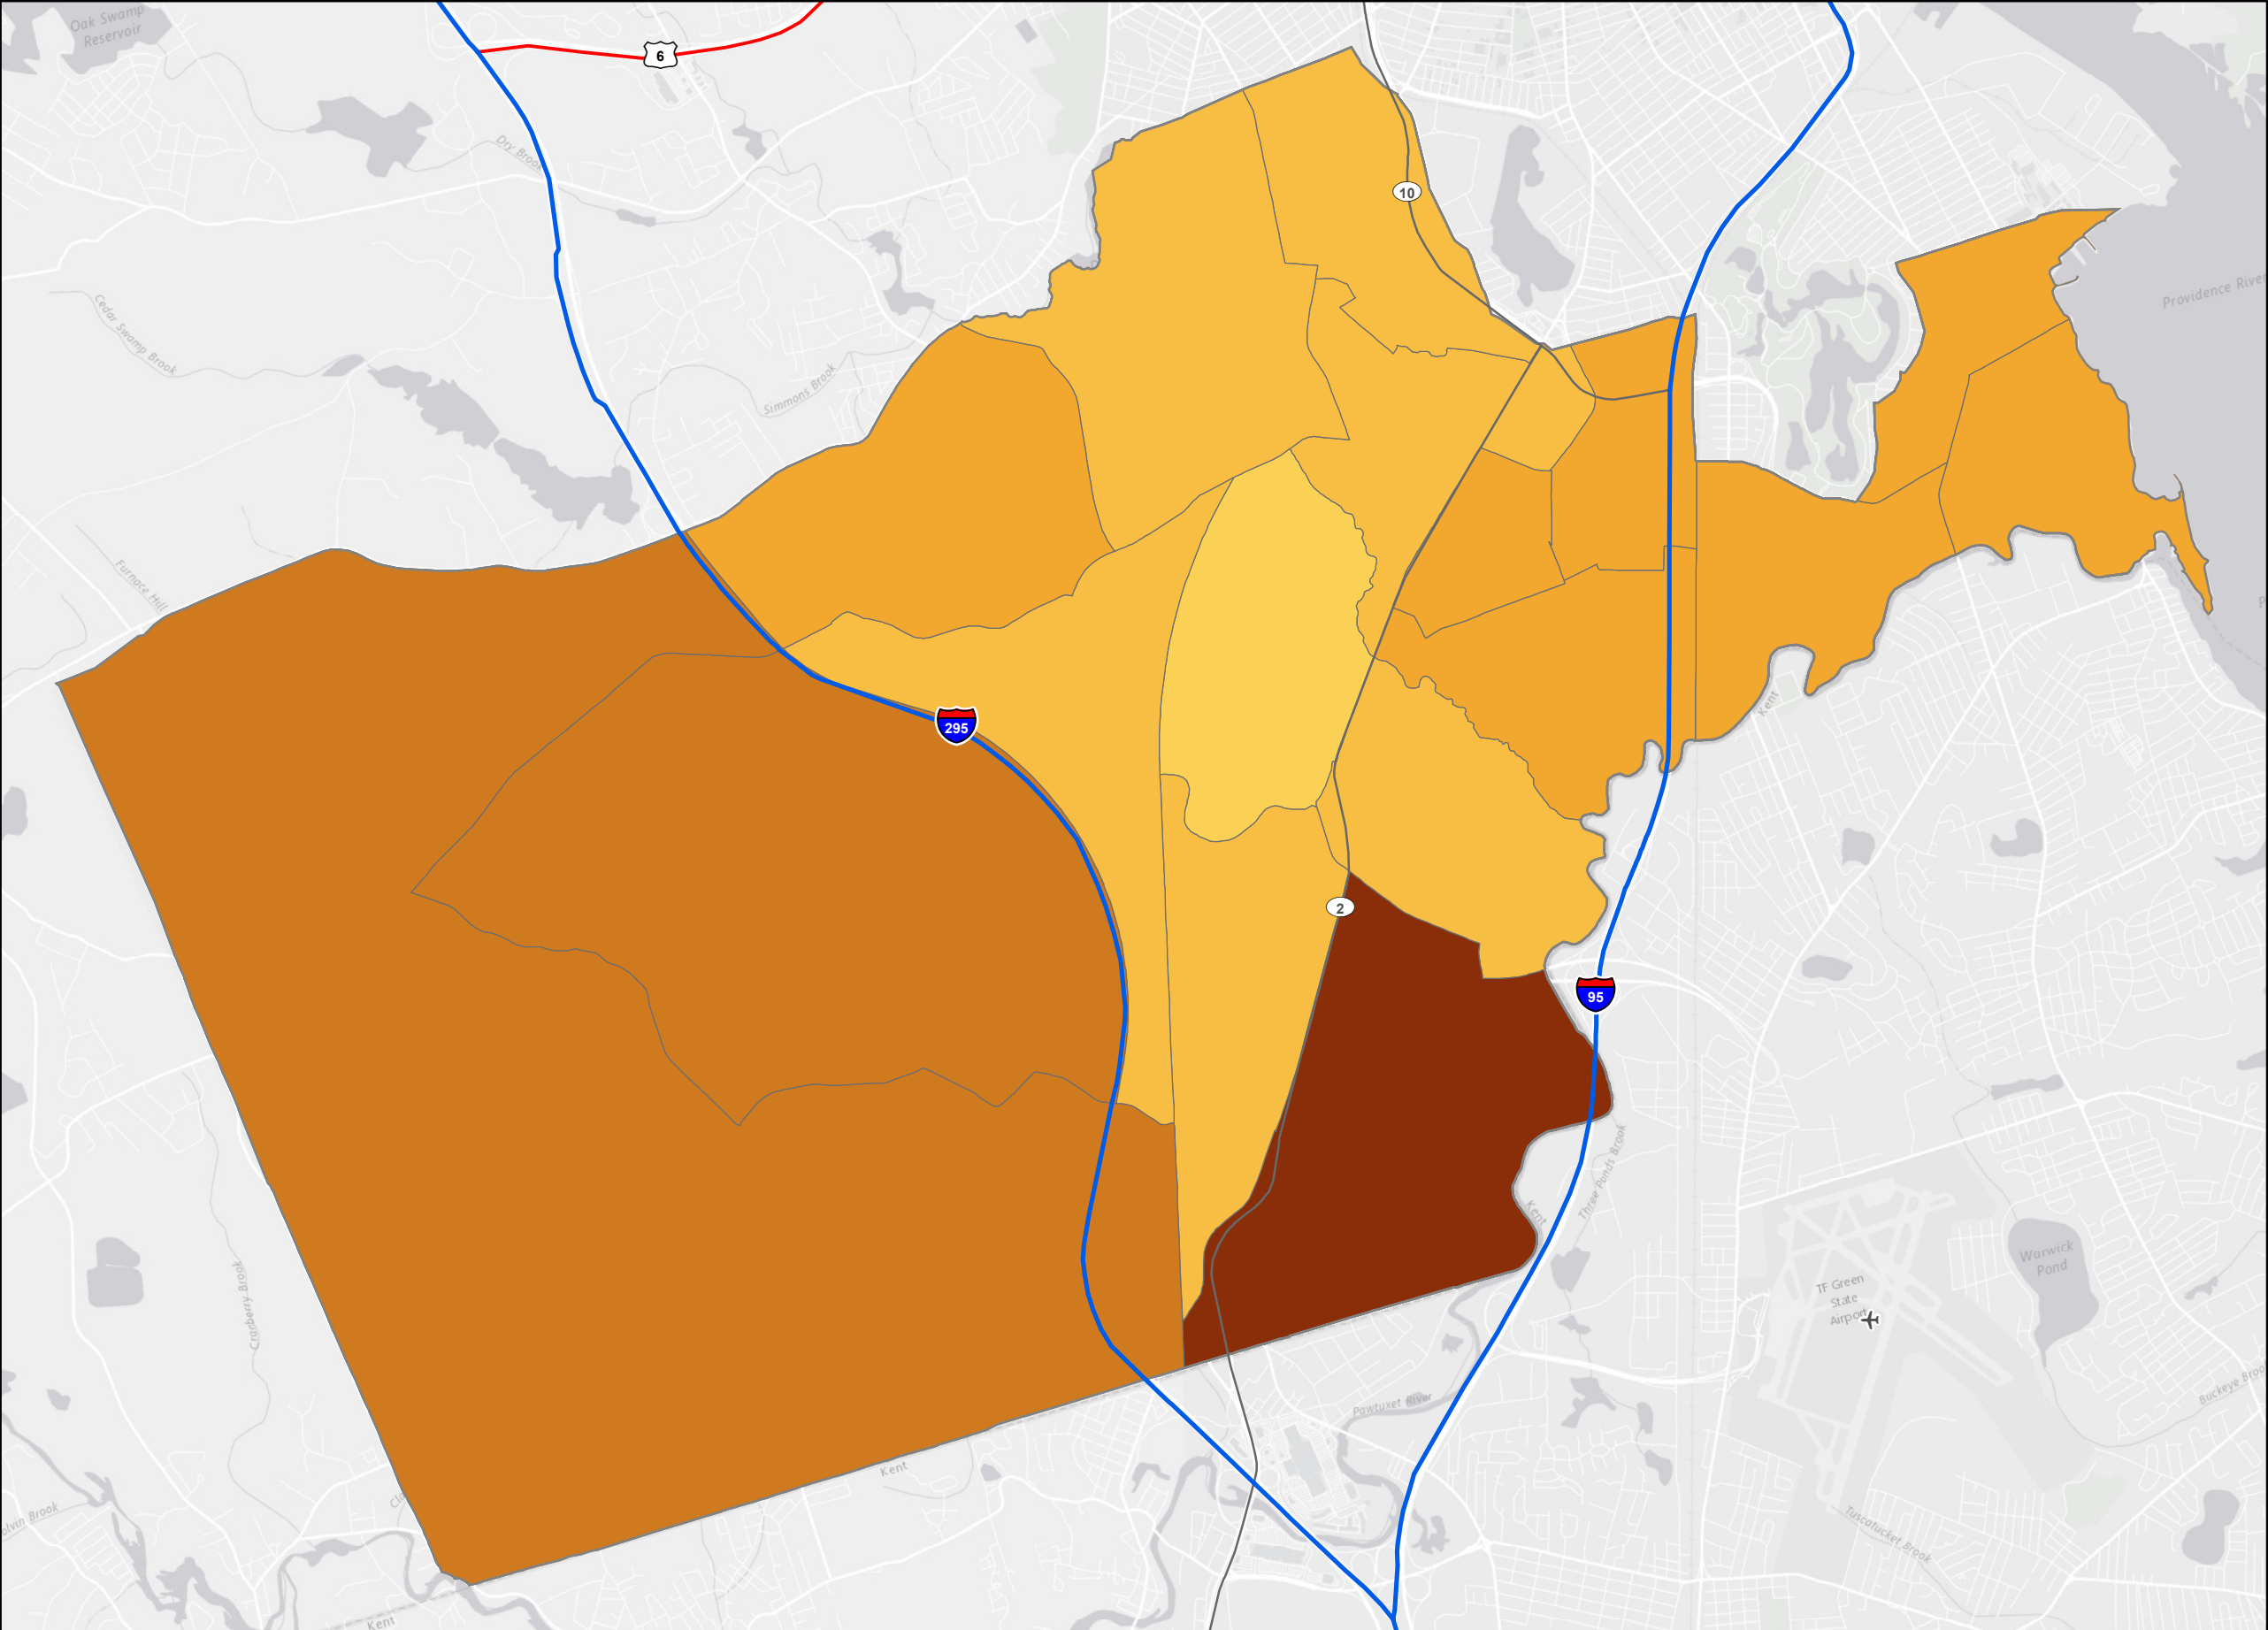 Oak Swamp
Reservoir
6
Dry Brook
10
Cedar Swamp Brook
Simmons Brook
Providence River
Furnace Hill
295
Kent
2
95
Three Ponds Brook
Kent
Warwick
Pond
TF Green
State
Airport
Cranberry Brook
Pawtuxet River
Kent
Tuscatucket Brook
Kent